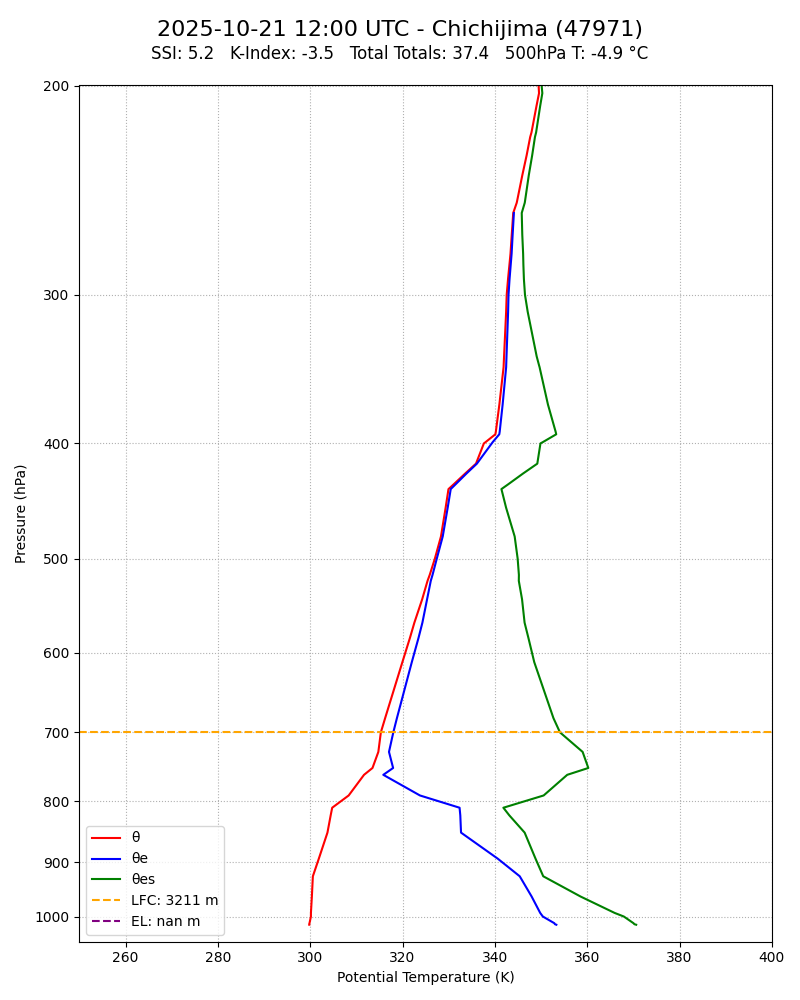 2025-10-21 12:00 UTC - Chichijima (47971)
SSI: 5.2   K-Index: -3.5   Total Totals: 37.4   500hPa T: -4.9 °C
200
300
400
500
600
700
800
900
1000
Pressure (hPa)
θ
θe
θes
LFC: 3211 m
EL: nan m
260 280 300 320 340 360 380 400
Potential Temperature (K)